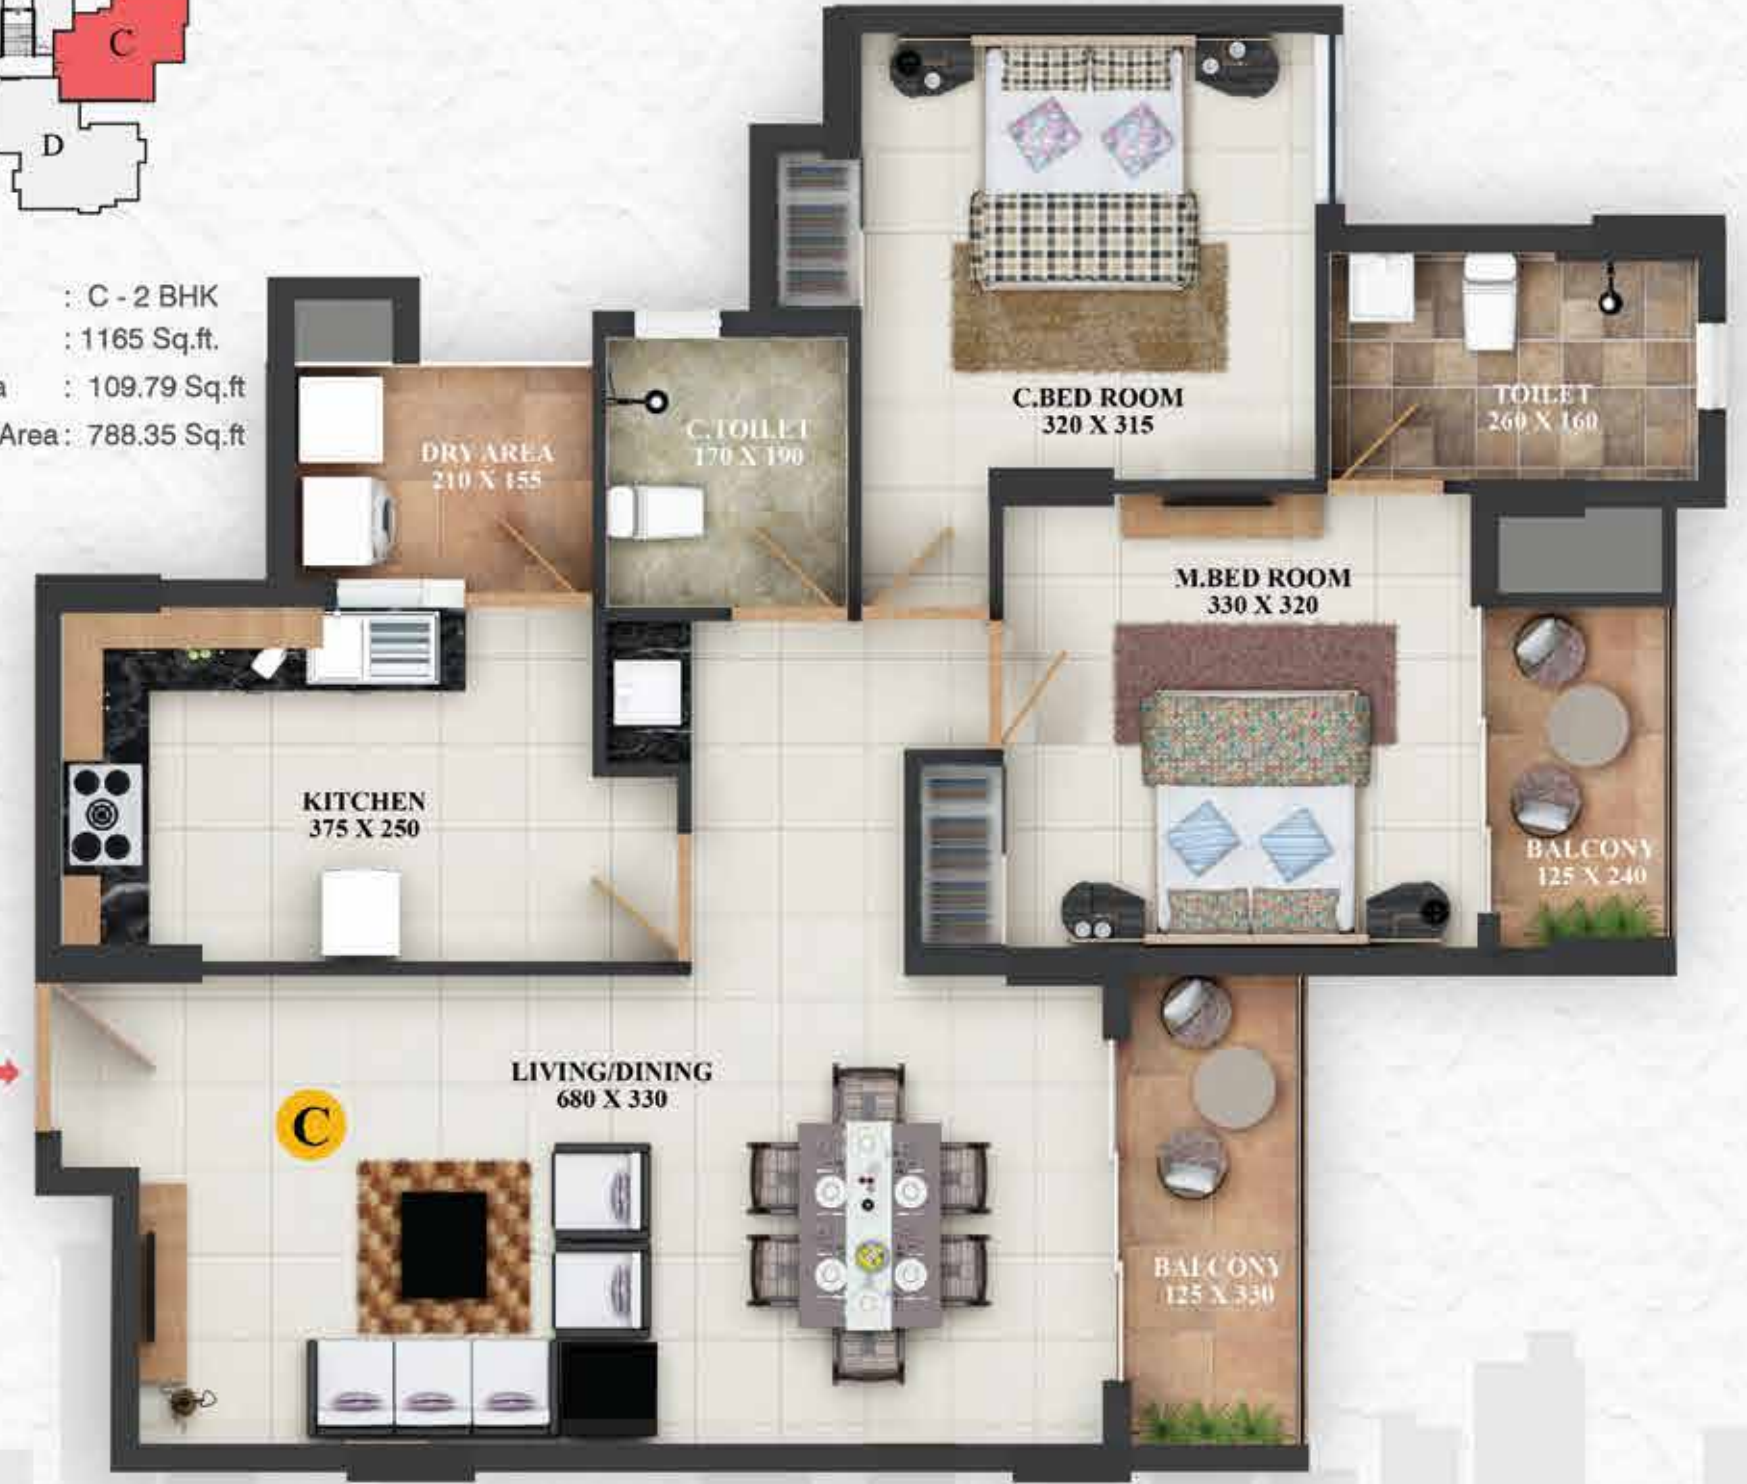 C
D
: C - 2 BHK
: 1165 Sq.ft.
a : 109.79 Sq.ft
Area : 788.35 Sq.ft
C.BED ROOM
320 X 315
TOILET
260 X 160
DRY AREA
210 X 155
C.TOILET
170 X 190
M.BED ROOM
330 X 320
KITCHEN
375 X 250
BALCONY
125 X 240
LIVING/DINING
680 X 330
C
BALCONY
125 X 330